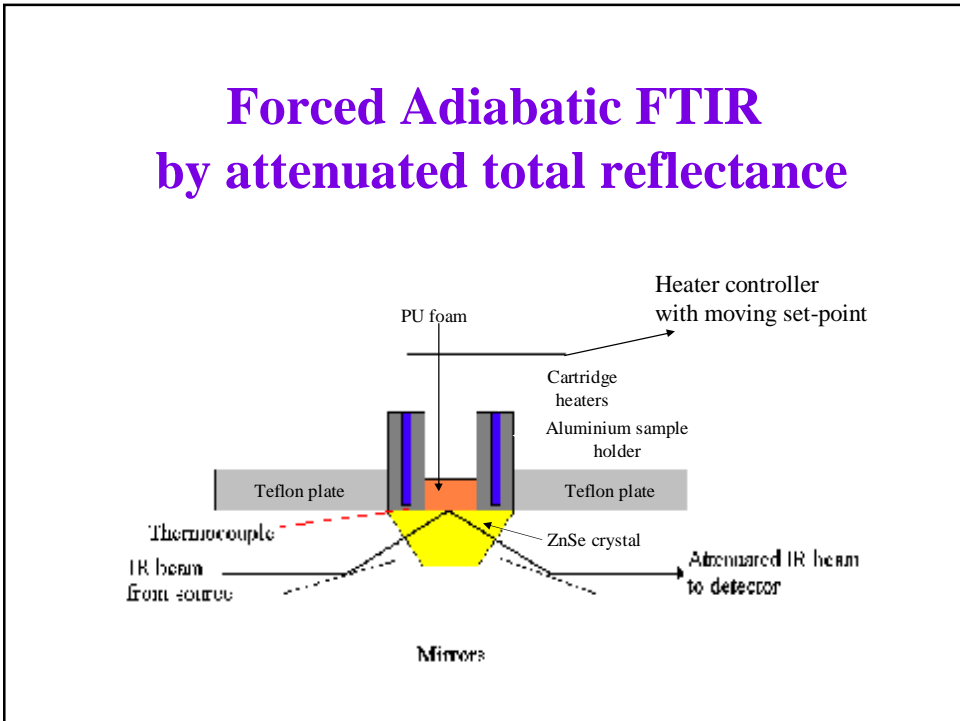 Forced Adiabatic FTIR
by attenuated total reflectance
Heater controller
with moving set-point
PU foam
Cartridge
heaters
Aluminium sample
holder
Teflon plate
Teflon plate
Thermocouple
ZnSe crystal
IR beam
from source
Attenuated IR beam
to detector
Mirrors